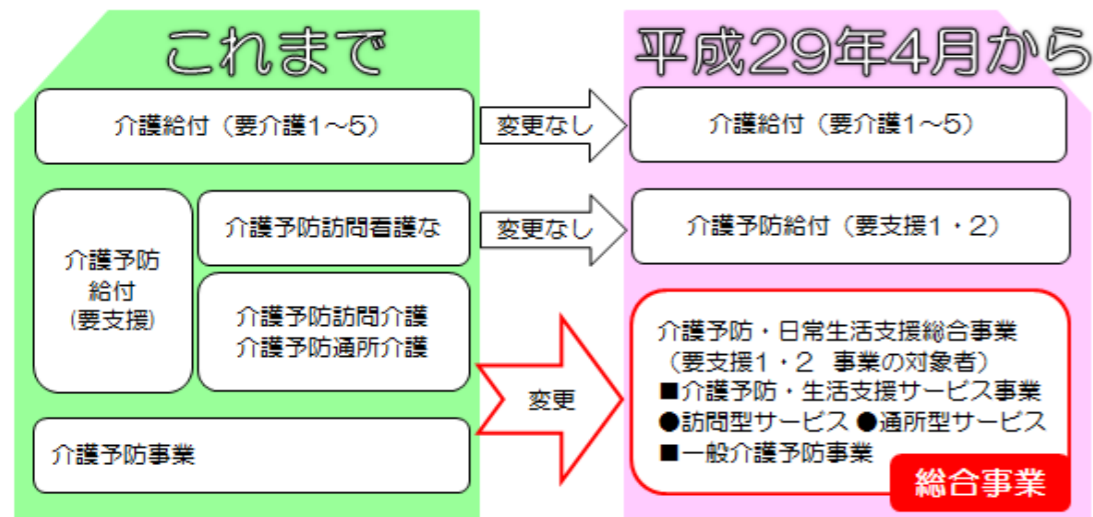 これまで
平成29年4月から
介護給付（要介護1～5）
変更なし
介護給付（要介護1～5）
介護予防
給付
(要支援)
介護予防訪問看護な
変更なし
介護予防給付（要支援1・2）
介護予防訪問介護
介護予防通所介護
変更
介護予防・日常生活支援総合事業
（要支援1・2 事業の対象者）
■介護予防・生活支援サービス事業
●訪問型サービス ●通所型サービス
■一般介護予防事業
介護予防事業
総合事業